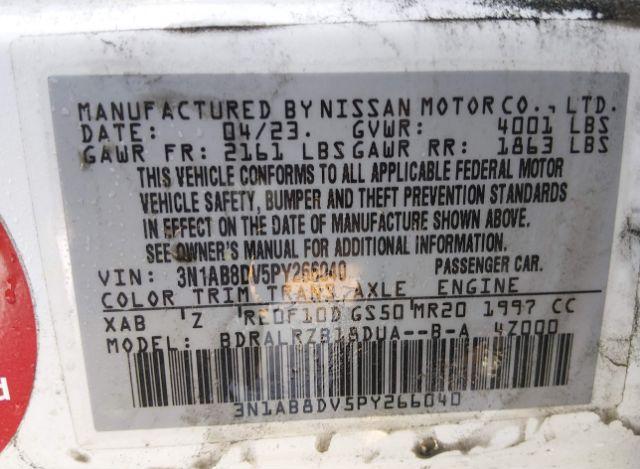 MANUFACTURED BY NISSAN MOTOR CO., LTD.
DATE: 04/23. GVWR: 4001 LBS
GAWR FR: 2161 LBS GAWR RR: 1863 LBS
THIS VEHICLE CONFORMS TO ALL APPLICABLE FEDERAL MOTOR
VEHICLE SAFETY, BUMPER AND THEFT PREVENTION STANDARDS
IN EFFECT ON THE DATE OF MANUFACTURE SHOWN ABOVE.
SEE OWNER'S MANUAL FOR ADDITIONAL INFORMATION.
VIN: 3N1AB8DV5PY266040 PASSENGER CAR.
COLOR TRIM TRANS AXLE ENGINE
XAB Z RE0F10D GS50 MR20 1997 CC
MODEL: BDRALRZB18DUA--B-A 4Z000
3N1AB8DV5PY266040